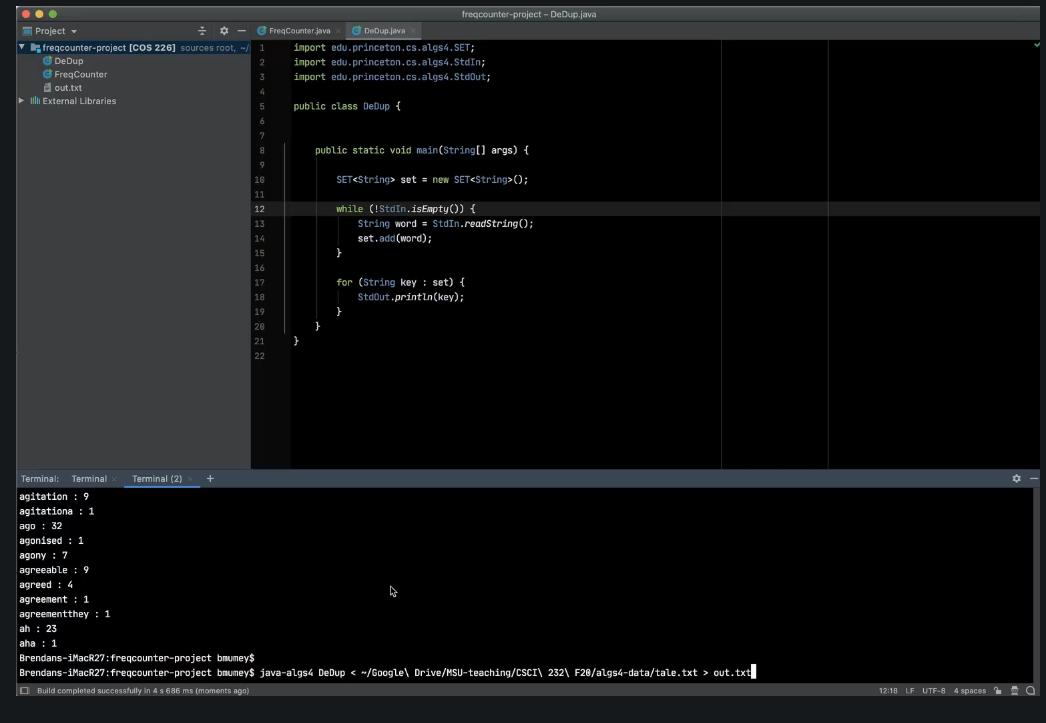 freqcounter-project – DeDup.java
Project
FreqCounter.java
DeDup.java
freqcounter-project [COS 226] sources root, ~/
DeDup
FreqCounter
out.txt
External Libraries
1 import edu.princeton.cs.algs4.SET;
2 import edu.princeton.cs.algs4.StdIn;
3 import edu.princeton.cs.algs4.StdOut;
4
5 public class DeDup {
6
7
8 public static void main(String[] args) {
9
10 SET<String> set = new SET<String>();
11
12 while (!StdIn.isEmpty()) {
13 String word = StdIn.readString();
14 set.add(word);
15 }
16
17 for (String key : set) {
18 StdOut.println(key);
19 }
20 }
21 }
22
Terminal: Terminal × Terminal (2) × +
agitation : 9
agitationa : 1
ago : 32
agonised : 1
agony : 7
agreeable : 9
agreed : 4
agreement : 1
agreementthey : 1
ah : 23
aha : 1
Brendans-iMacR27:freqcounter-project bmumey$
Brendans-iMacR27:freqcounter-project bmumey$ java-algs4 DeDup < ~/Google\ Drive/MSU-teaching/CSCI\ 232\ F20/algs4-data/tale.txt > out.txt
Build completed successfully in 4 s 686 ms (moments ago)
12:18 LF UTF-8 4 spaces